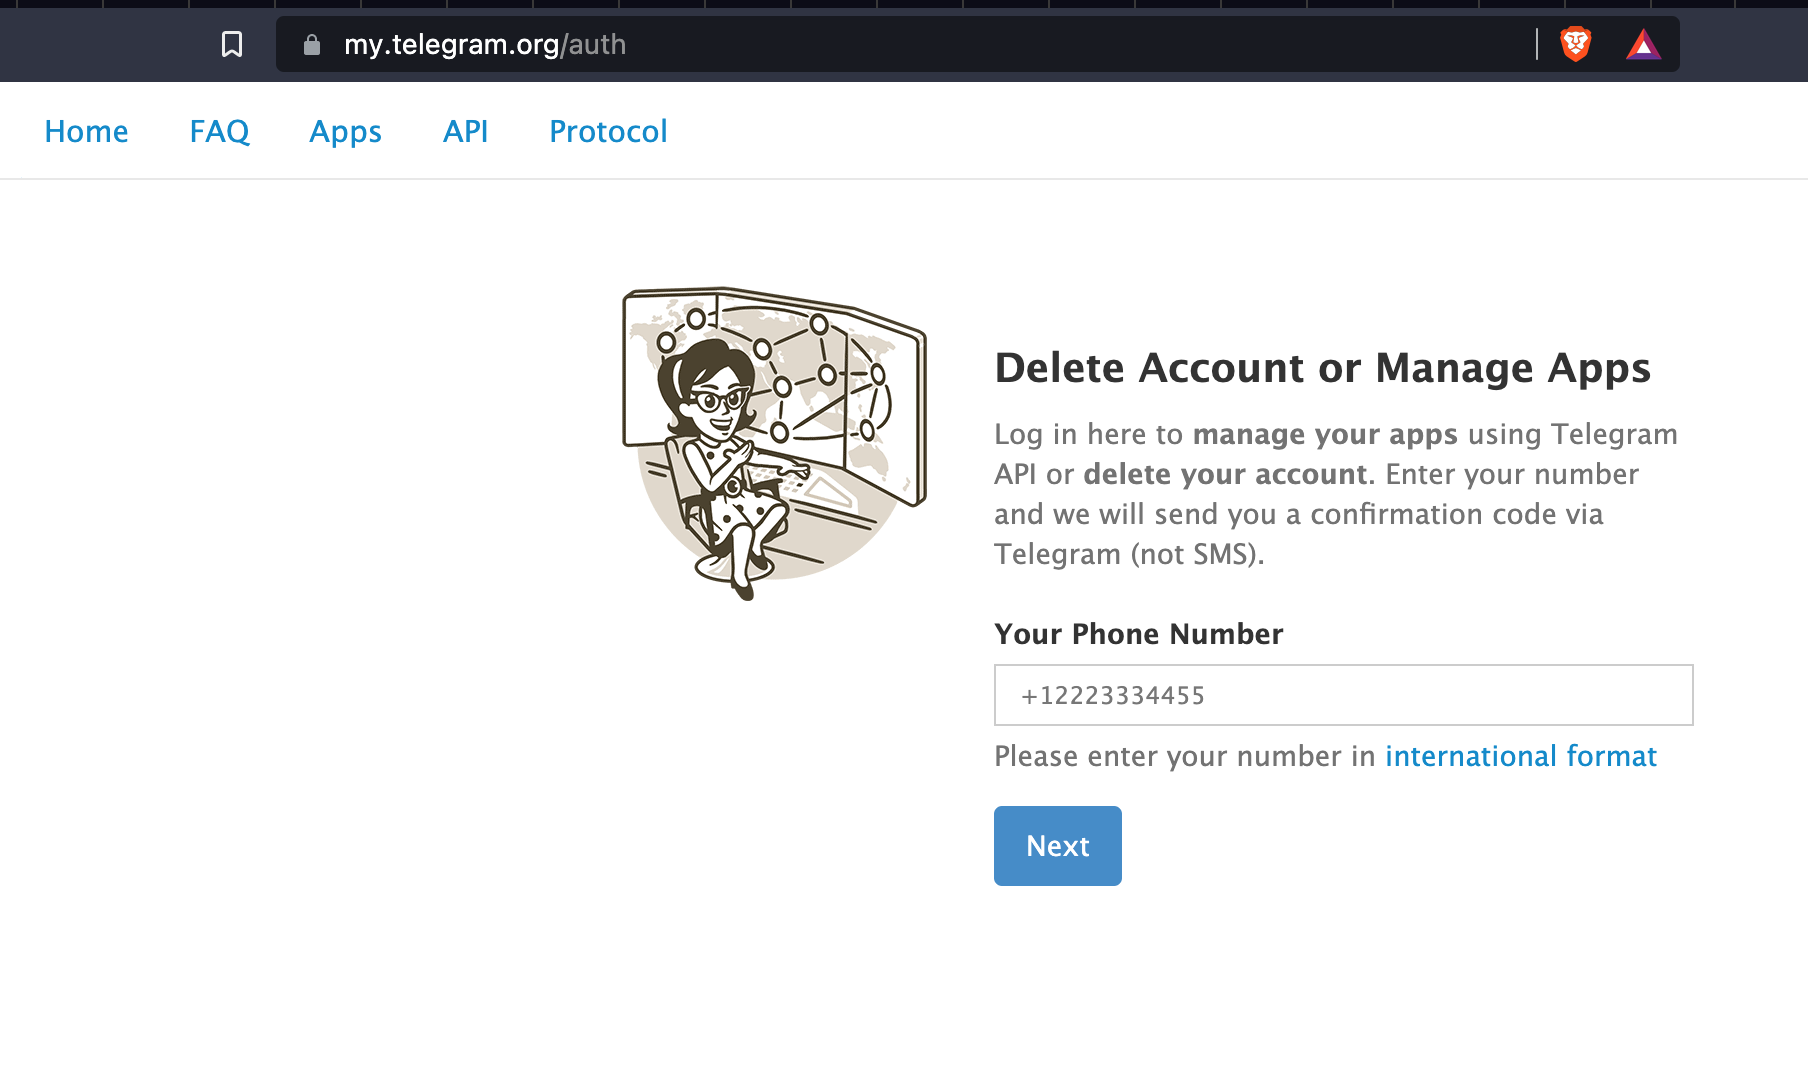 my.telegram.org/auth
Home FAQ Apps API Protocol
Delete Account or Manage Apps
Log in here to manage your apps using Telegram
API or delete your account. Enter your number
and we will send you a confirmation code via
Telegram (not SMS).
Your Phone Number
+12223334455
Please enter your number in international format
Next